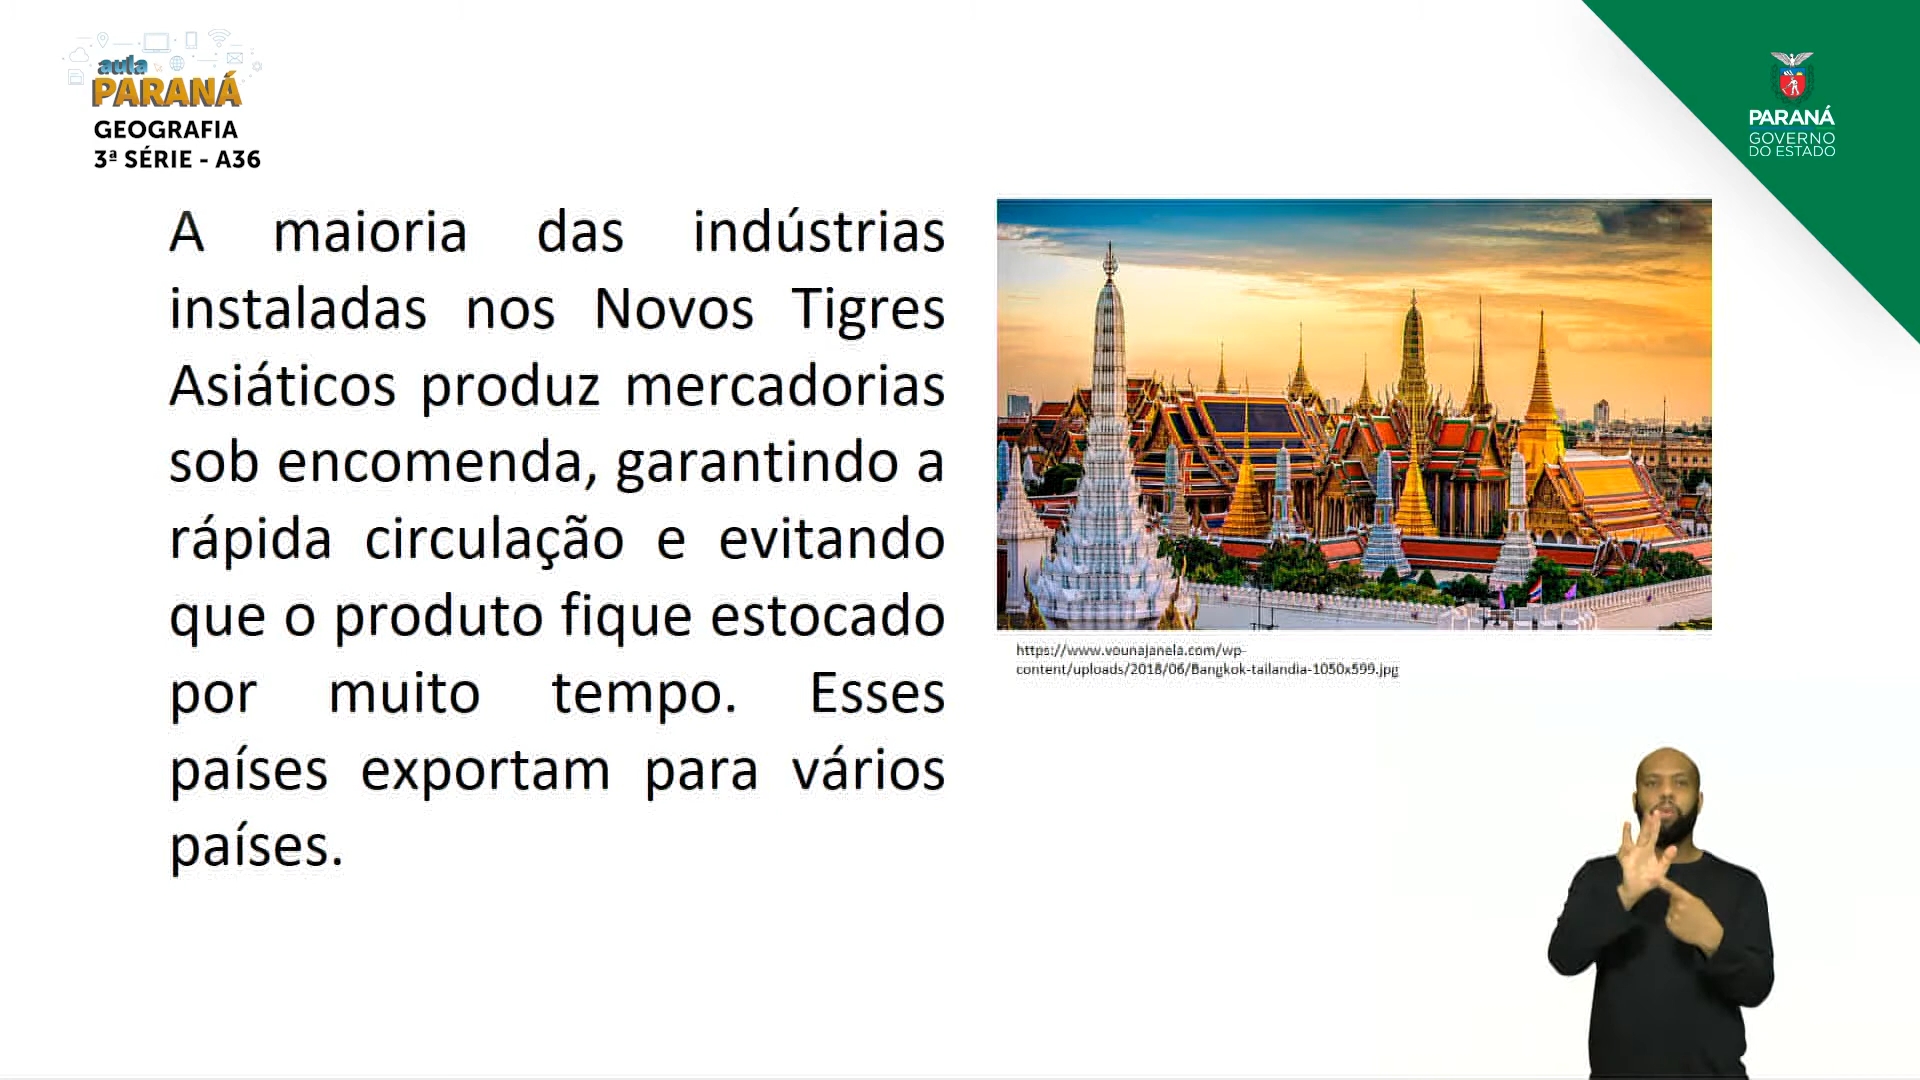 aula
PARANÁ
GEOGRAFIA
3ª SÉRIE - A36
PARANÁ
GOVERNO
DO ESTADO
A maioria das indústrias
instaladas nos Novos Tigres
Asiáticos produz mercadorias
sob encomenda, garantindo a
rápida circulação e evitando
que o produto fique estocado
por muito tempo. Esses
países exportam para vários
países.
https://www.vounajanela.com/wp-
content/uploads/2018/06/Bangkok-tailandia-1050x599.jpg